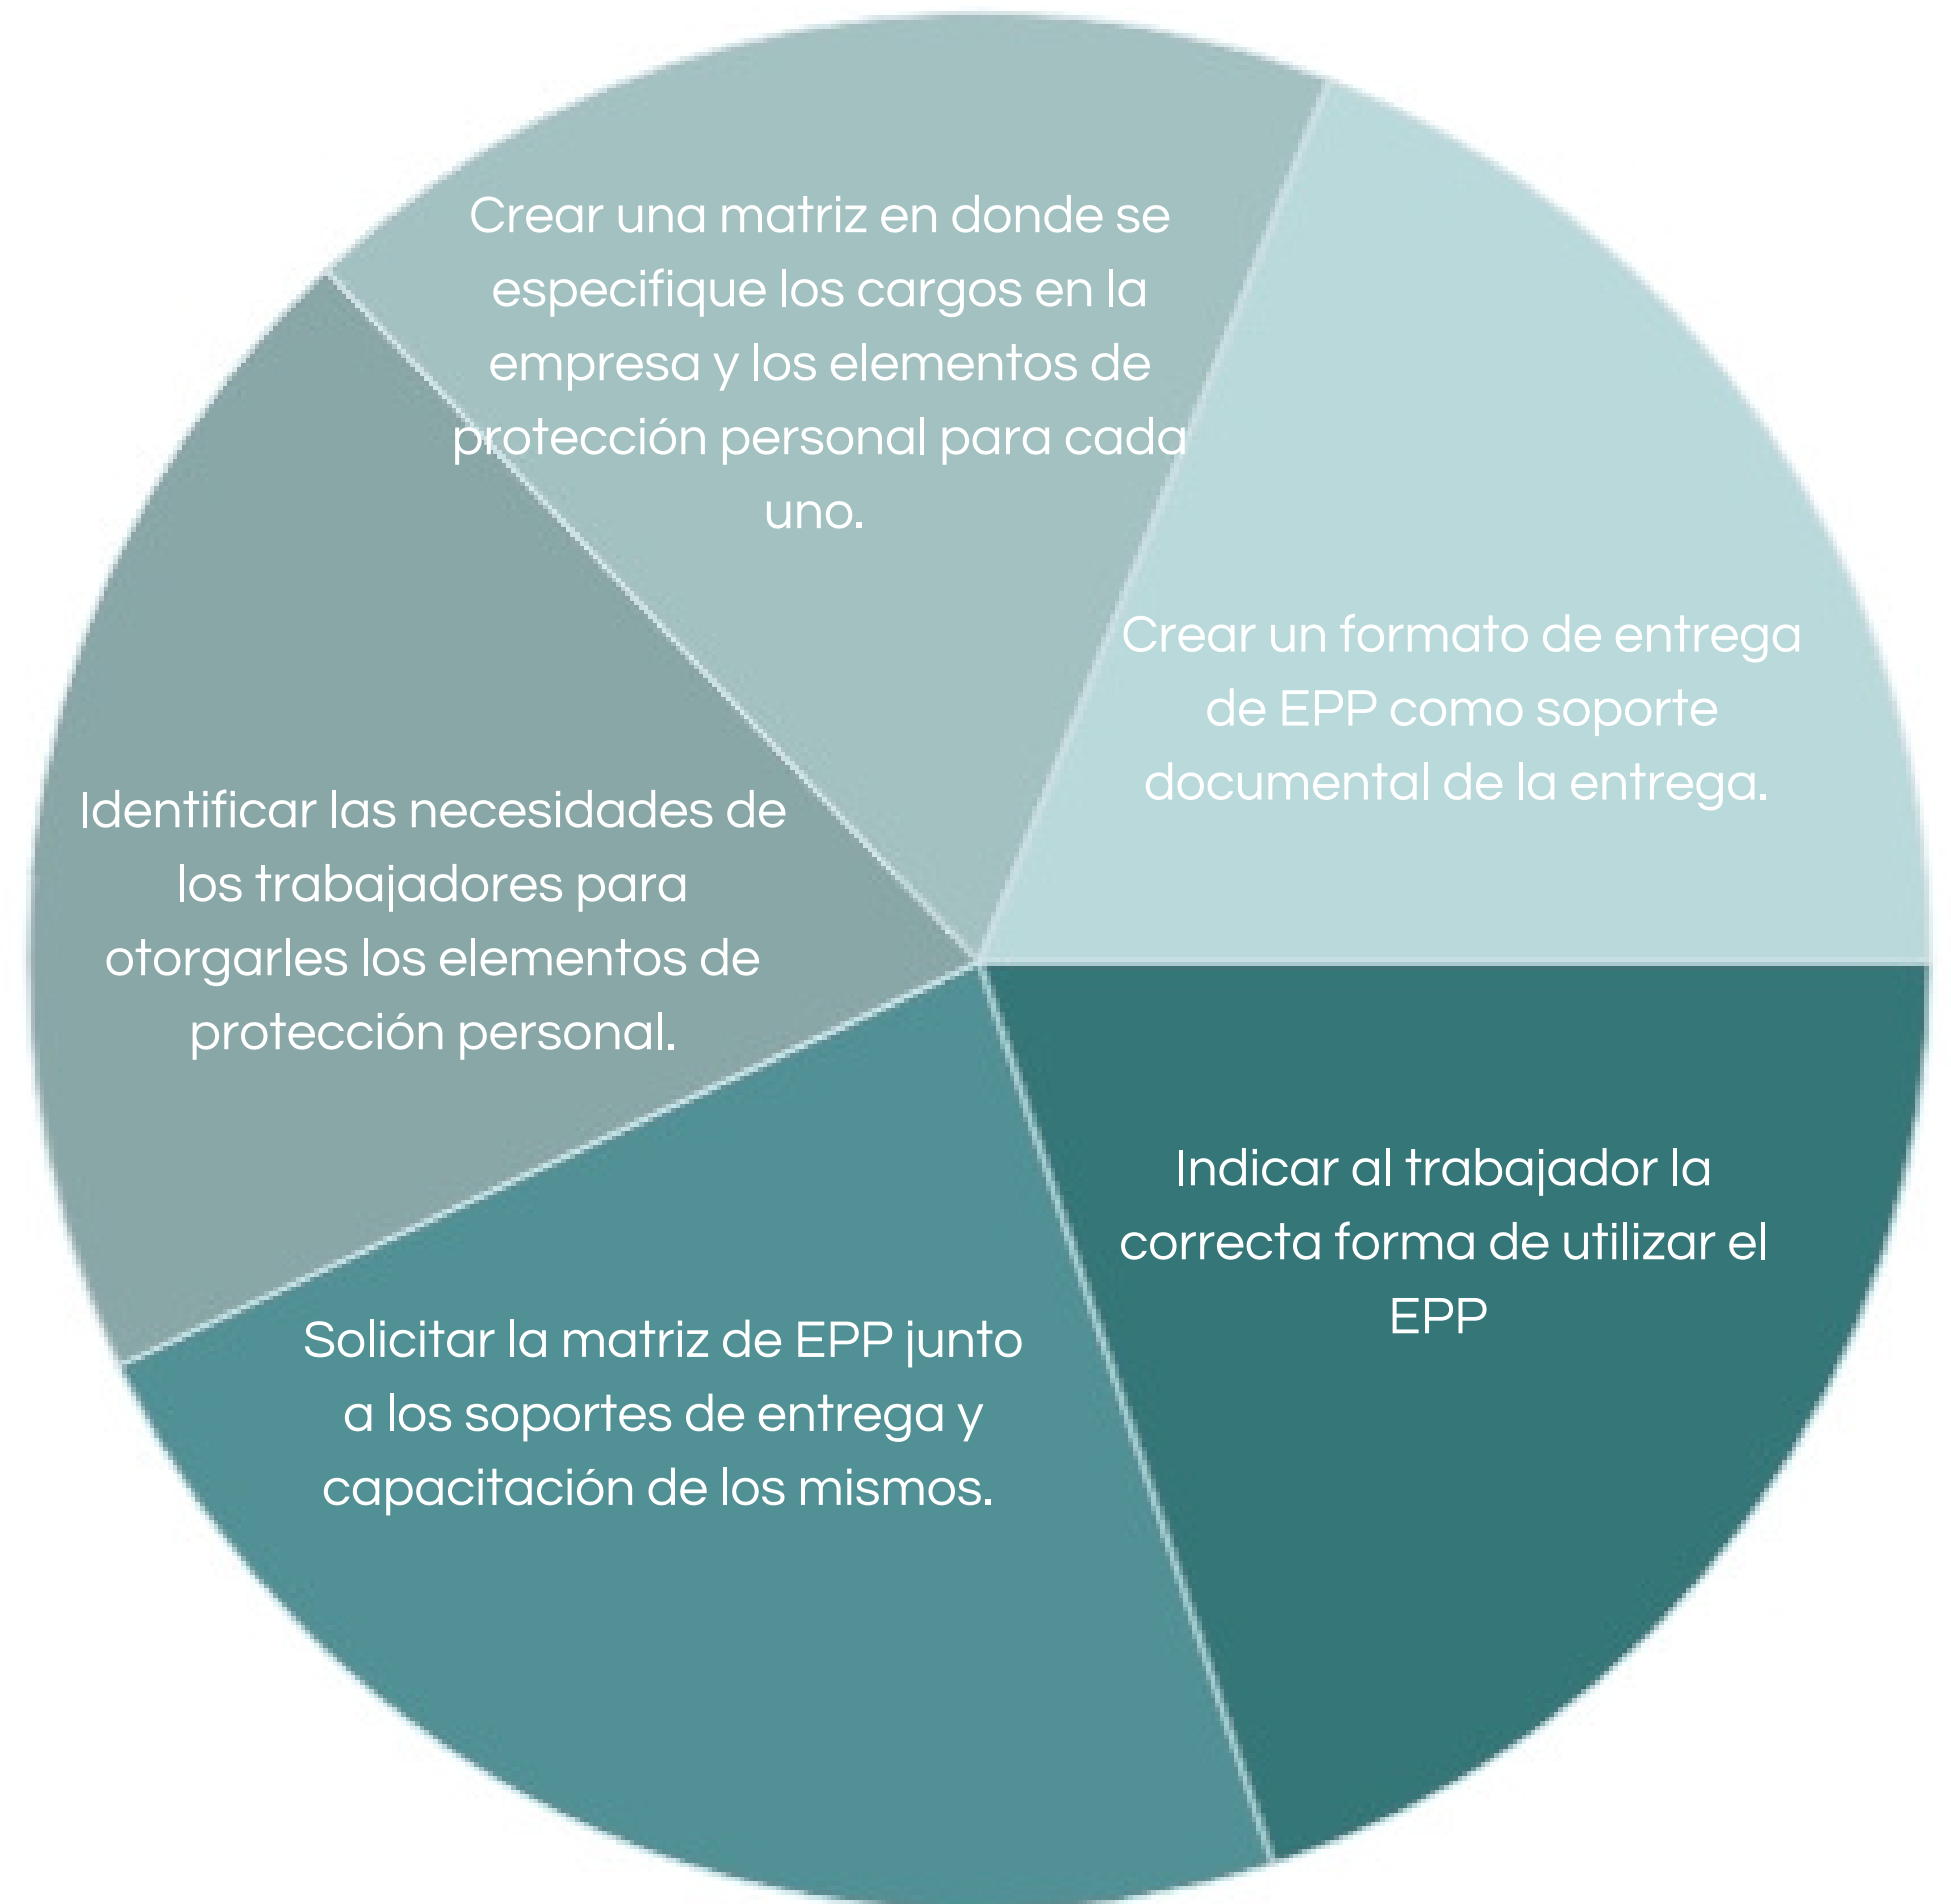 Crear una matriz en donde se
especifique los cargos en la
empresa y los elementos de
protección personal para cada
uno.
Crear un formato de entrega
de EPP como soporte
documental de la entrega.
Identificar las necesidades de
los trabajadores para
otorgarles los elementos de
protección personal.
Indicar al trabajador la
correcta forma de utilizar el
EPP
Solicitar la matriz de EPP junto
a los soportes de entrega y
capacitación de los mismos.